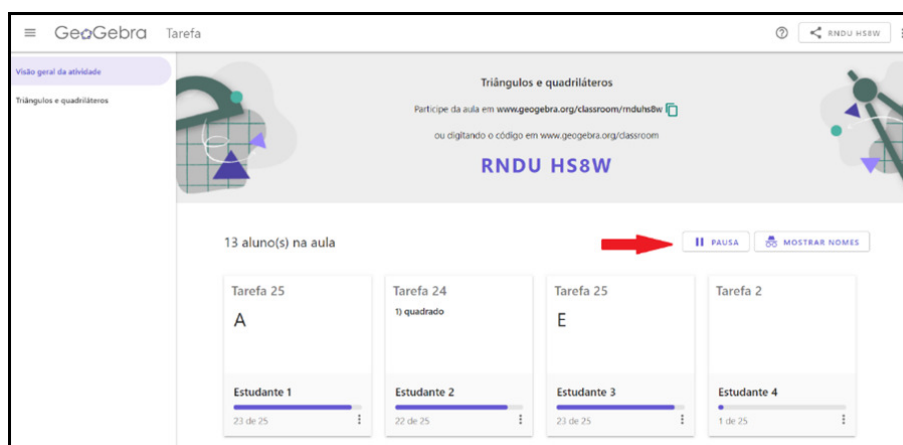 GeoGebra Tarefa
RNDU HS8W
Visão geral da atividade
Triângulos e quadriláteros
Triângulos e quadriláteros
Participe da aula em www.geogebra.org/classroom/rnduhs8w
ou digitando o código em www.geogebra.org/classroom
RNDU HS8W
13 aluno(s) na aula
PAUSA
MOSTRAR NOMES
Tarefa 25
A
Estudante 1
23 de 25
Tarefa 24
1) quadrado
Estudante 2
22 de 25
Tarefa 25
E
Estudante 3
23 de 25
Tarefa 2
Estudante 4
1 de 25